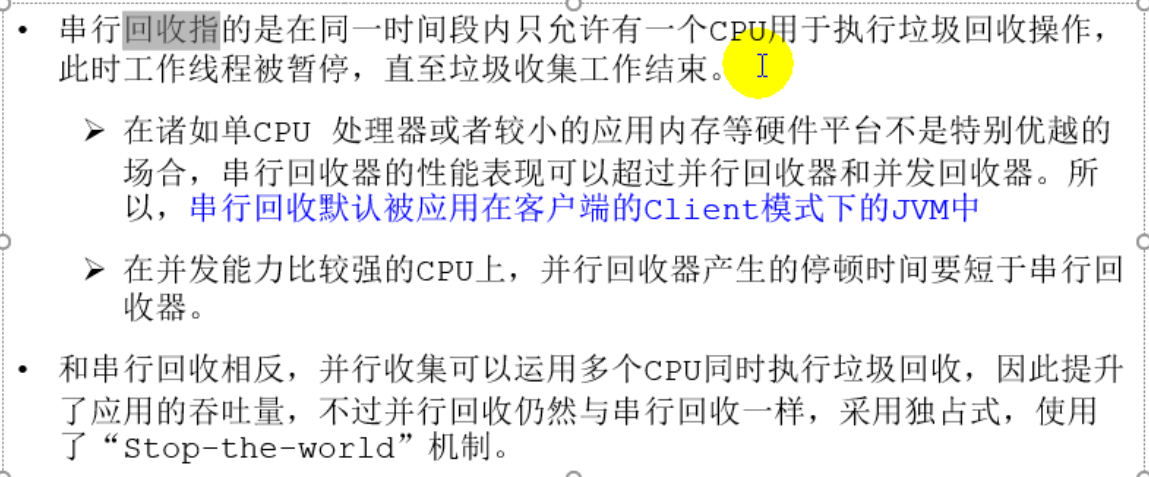 • 串行回收指的是在同一时间段内只允许有一个CPU用于执行垃圾回收操作，
此时工作线程被暂停，直至垃圾收集工作结束。
➢ 在诸如单CPU 处理器或者较小的应用内存等硬件平台不是特别优越的
场合，串行回收器的性能表现可以超过并行回收器和并发回收器。所
以，串行回收默认被应用在客户端的Client模式下的JVM中
➢ 在并发能力比较强的CPU上，并行回收器产生的停顿时间要短于串行回
收器。
• 和串行回收相反，并行收集可以运用多个CPU同时执行垃圾回收，因此提升
了应用的吞吐量，不过并行回收仍然与串行回收一样，采用独占式，使用
了“Stop-the-world”机制。